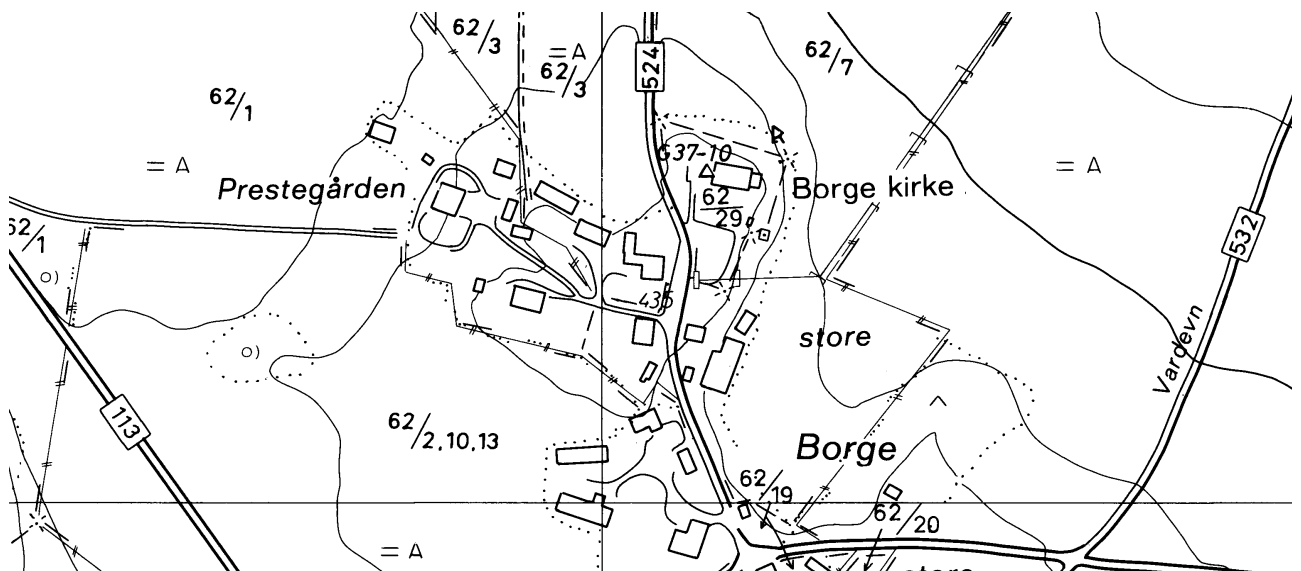 62/3
= A
62/3
524
62/7
62/1
= A
G37-10
= A
Prestegården
62/29
Borge kirke
62/1
532
435
store
Vardevn
113
62/2,10,13
Borge
62/19
62/20
= A